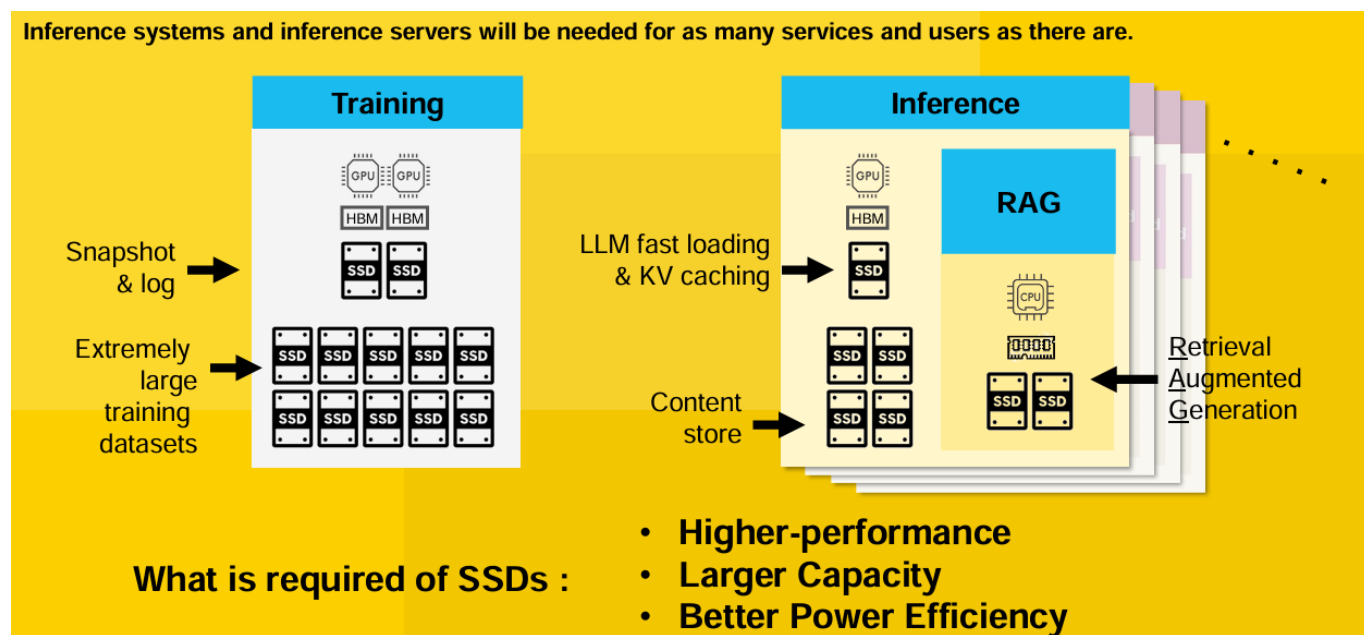 Inference systems and inference servers will be needed for as many services and users as there are.
Training
GPU GPU
HBM HBM
Snapshot
& log
SSD SSD
Extremely
large
training
datasets
SSD SSD SSD SSD SSD
SSD SSD SSD SSD SSD
Inference
GPU
HBM
LLM fast loading
& KV caching
SSD
Content
store
SSD SSD
SSD SSD
RAG
CPU
SSD SSD
Retrieval
Augmented
Generation
d
d
d
What is required of SSDs :
• Higher-performance
• Larger Capacity
• Better Power Efficiency